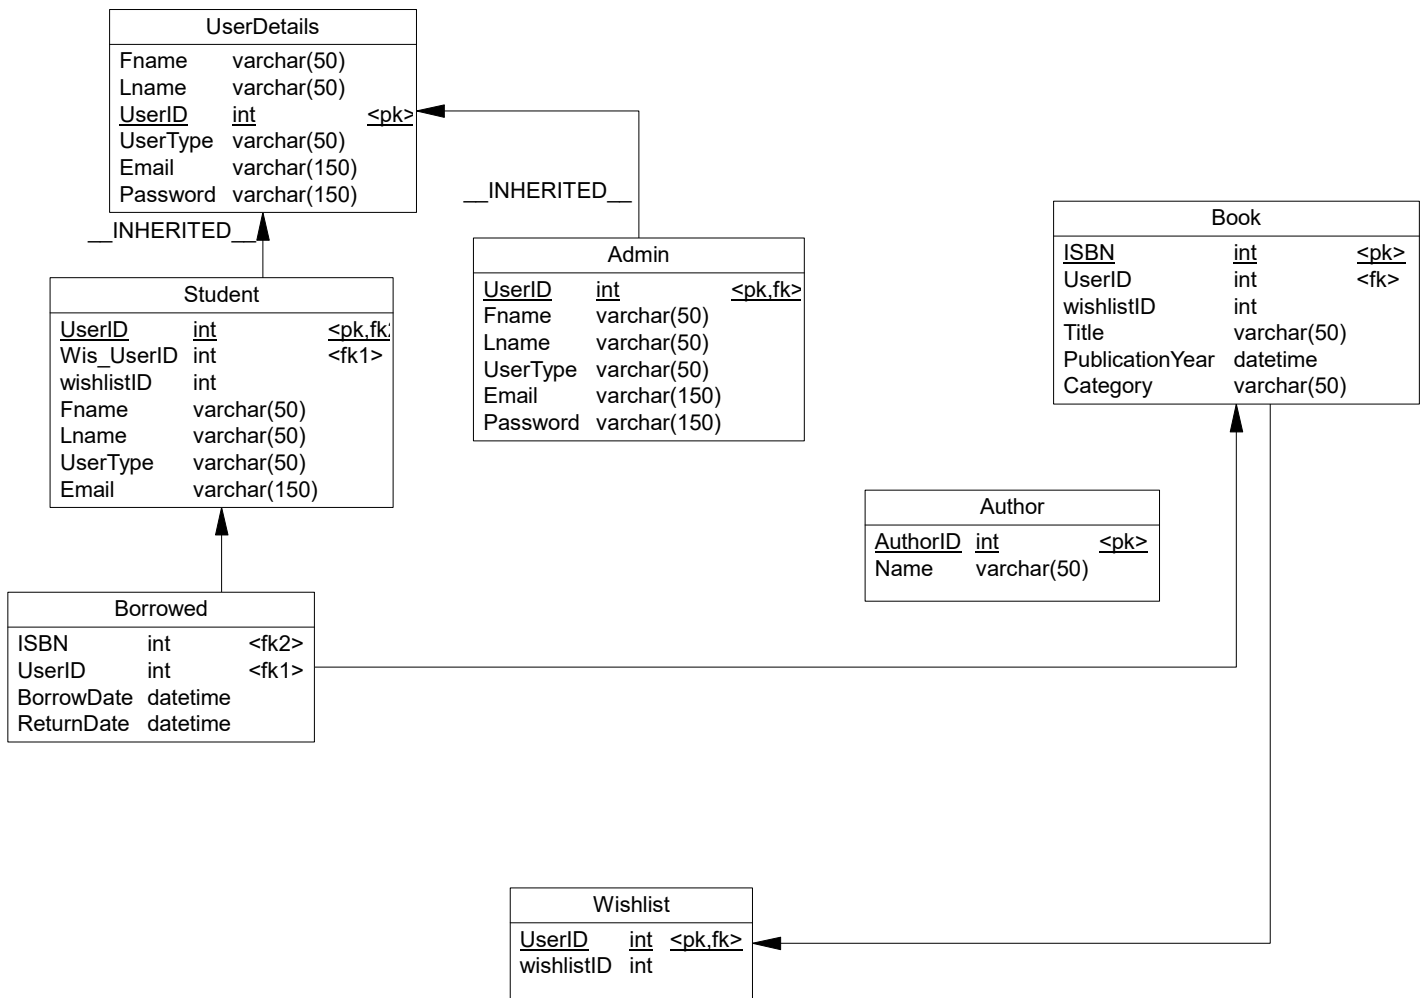 UserDetails
Fname varchar(50)
Lname varchar(50)
UserID int <pk>
UserType varchar(50)
Email varchar(150)
Password varchar(150)
__INHERITED__
__INHERITED__
Student
UserID int <pk,fk2
Wis_UserID int <fk1>
wishlistID int
Fname varchar(50)
Lname varchar(50)
UserType varchar(50)
Email varchar(150)
Admin
UserID int <pk,fk>
Fname varchar(50)
Lname varchar(50)
UserType varchar(50)
Email varchar(150)
Password varchar(150)
Book
ISBN int <pk>
UserID int <fk>
wishlistID int
Title varchar(50)
PublicationYear datetime
Category varchar(50)
Author
AuthorID int <pk>
Name varchar(50)
Borrowed
ISBN int <fk2>
UserID int <fk1>
BorrowDate datetime
ReturnDate datetime
Wishlist
UserID int <pk,fk>
wishlistID int